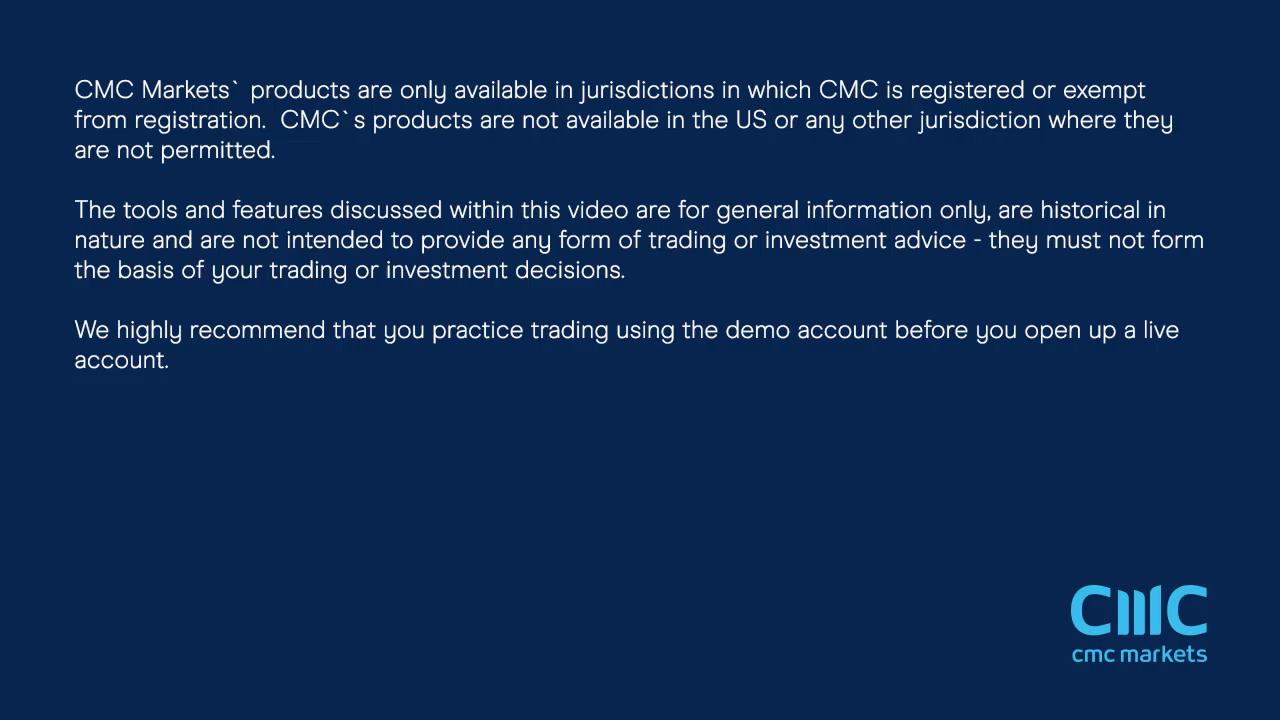 CMC Markets` products are only available in jurisdictions in which CMC is registered or exempt
from registration.  CMC`s products are not available in the US or any other jurisdiction where they
are not permitted.
The tools and features discussed within this video are for general information only, are historical in
nature and are not intended to provide any form of trading or investment advice - they must not form
the basis of your trading or investment decisions.
We highly recommend that you practice trading using the demo account before you open up a live
account.
CMC
cmc markets